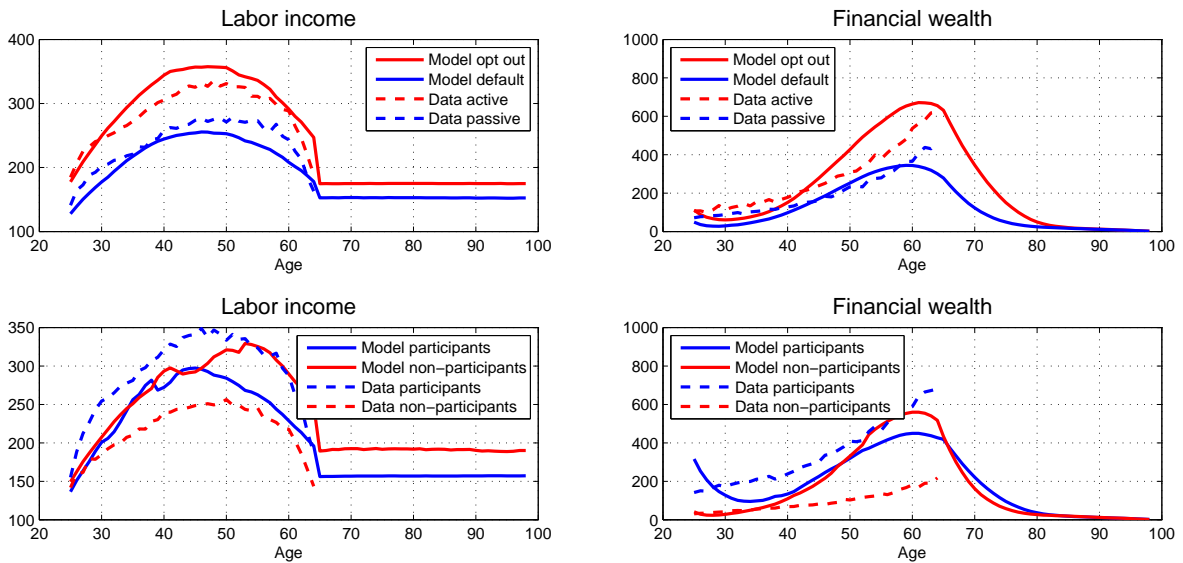 Labor income
400
300
200
100
20 30 40 50 60 70 80 90 100
Age
Model opt out
Model default
Data active
Data passive
Financial wealth
1000
800
600
400
200
0
20 30 40 50 60 70 80 90 100
Age
Model opt out
Model default
Data active
Data passive
Labor income
350
300
250
200
150
100
20 30 40 50 60 70 80 90 100
Age
Model participants
Model non−participants
Data participants
Data non−participants
Financial wealth
1000
800
600
400
200
0
20 30 40 50 60 70 80 90 100
Age
Model participants
Model non−participants
Data participants
Data non−participants